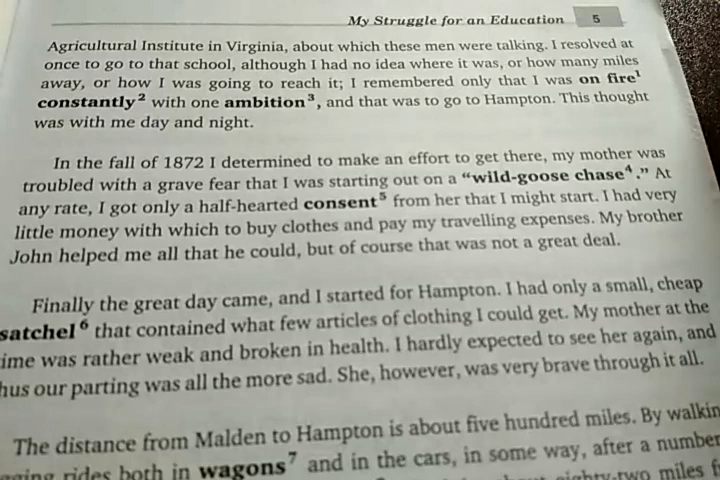 My Struggle for an Education 5
Agricultural Institute in Virginia, about which these men were talking. I resolved at
once to go to that school, although I had no idea where it was, or how many miles
away, or how I was going to reach it; I remembered only that I was on fire¹
constantly² with one ambition³, and that was to go to Hampton. This thought
was with me day and night.
In the fall of 1872 I determined to make an effort to get there, my mother was
troubled with a grave fear that I was starting out on a “wild-goose chase⁴.” At
any rate, I got only a half-hearted consent⁵ from her that I might start. I had very
little money with which to buy clothes and pay my travelling expenses. My brother
John helped me all that he could, but of course that was not a great deal.
Finally the great day came, and I started for Hampton. I had only a small, cheap
satchel⁶ that contained what few articles of clothing I could get. My mother at the
ime was rather weak and broken in health. I hardly expected to see her again, and
hus our parting was all the more sad. She, however, was very brave through it all.
The distance from Malden to Hampton is about five hundred miles. By walkin
rides both in wagons⁷ and in the cars, in some way, after a number
eighty-two miles f